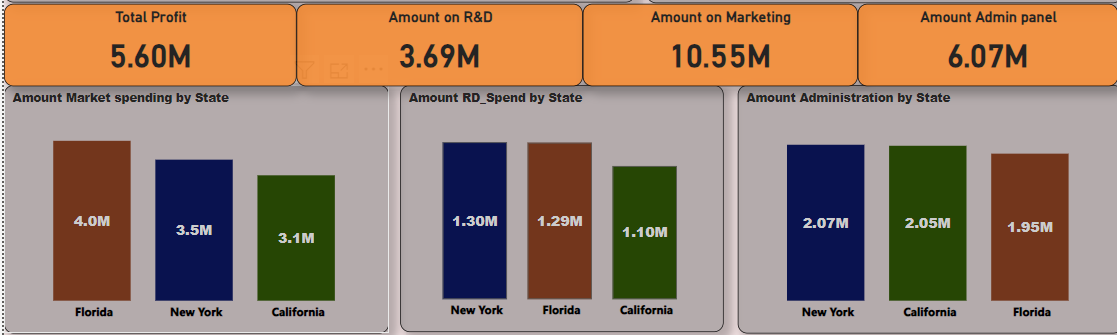 Total Profit
5.60M
Amount on R&D
3.69M
Amount on Marketing
10.55M
Amount Admin panel
6.07M
Amount Market spending by State
4.0M
3.5M
3.1M
Florida
New York
California
Amount RD_Spend by State
1.30M
1.29M
1.10M
New York
Florida
California
Amount Administration by State
2.07M
2.05M
1.95M
New York
California
Florida